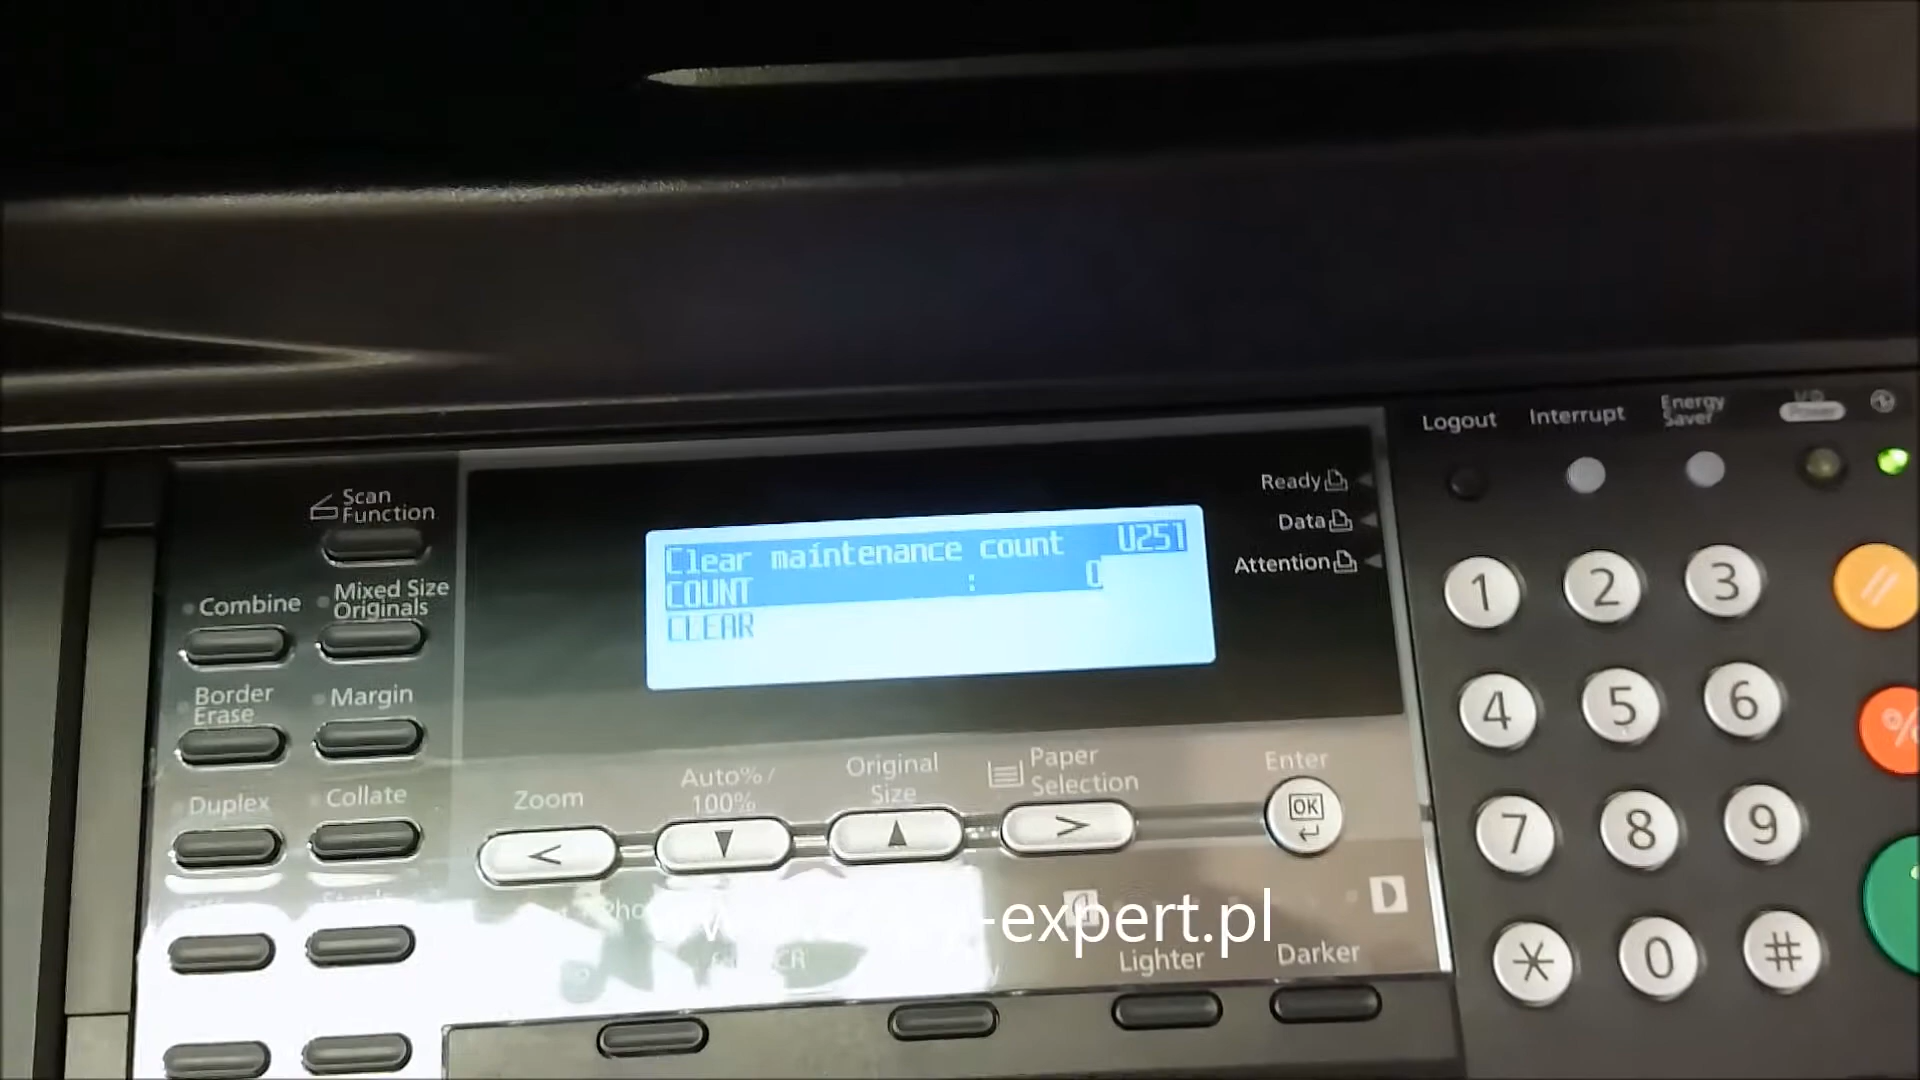 Logout
Interrupt
Energy
Saver
Scan
Function
Ready
Data
Attention
Clear maintenance count U251
COUNT : 0
CLEAR
Combine
Mixed Size
Originals
Border
Erase
Margin
Duplex
Collate
Zoom
Auto% /
100%
Original
Size
Paper
Selection
Enter
OK
1 2 3
4 5 6
7 8 9
* 0 #
%
D
-expert.pl
Lighter
Darker